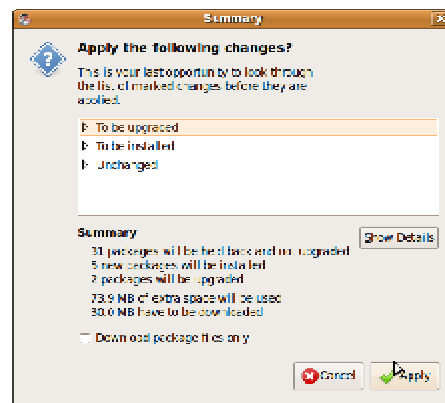 Summary
Apply the following changes?
This is your last opportunity to look through
the list of marked changes before they are
applied.
To be upgraded
To be installed
Unchanged
Summary
Show Details
31 packages will be held back and not upgraded
5 new packages will be installed
2 packages will be upgraded
73.9 MB of extra space will be used
30.0 MB have to be downloaded
Download package files only
Cancel
Apply